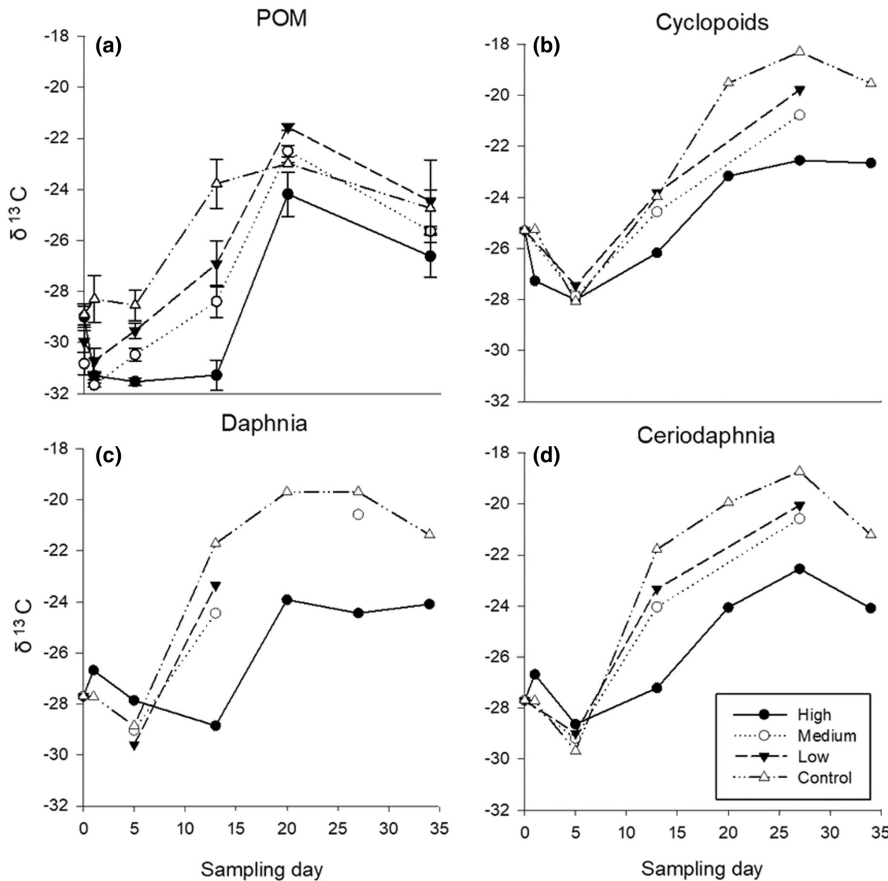 POM
(a)
-18
-20
-22
-24
-26
-28
-30
-32
δ ¹³C
Cyclopoids
(b)
-18
-20
-22
-24
-26
-28
-30
-32
Daphnia
(c)
-18
-20
-22
-24
-26
-28
-30
-32
δ ¹³C
0 5 10 15 20 25 30 35
Sampling day
Ceriodaphnia
(d)
-18
-20
-22
-24
-26
-28
-30
-32
0 5 10 15 20 25 30 35
Sampling day
High
Medium
Low
Control